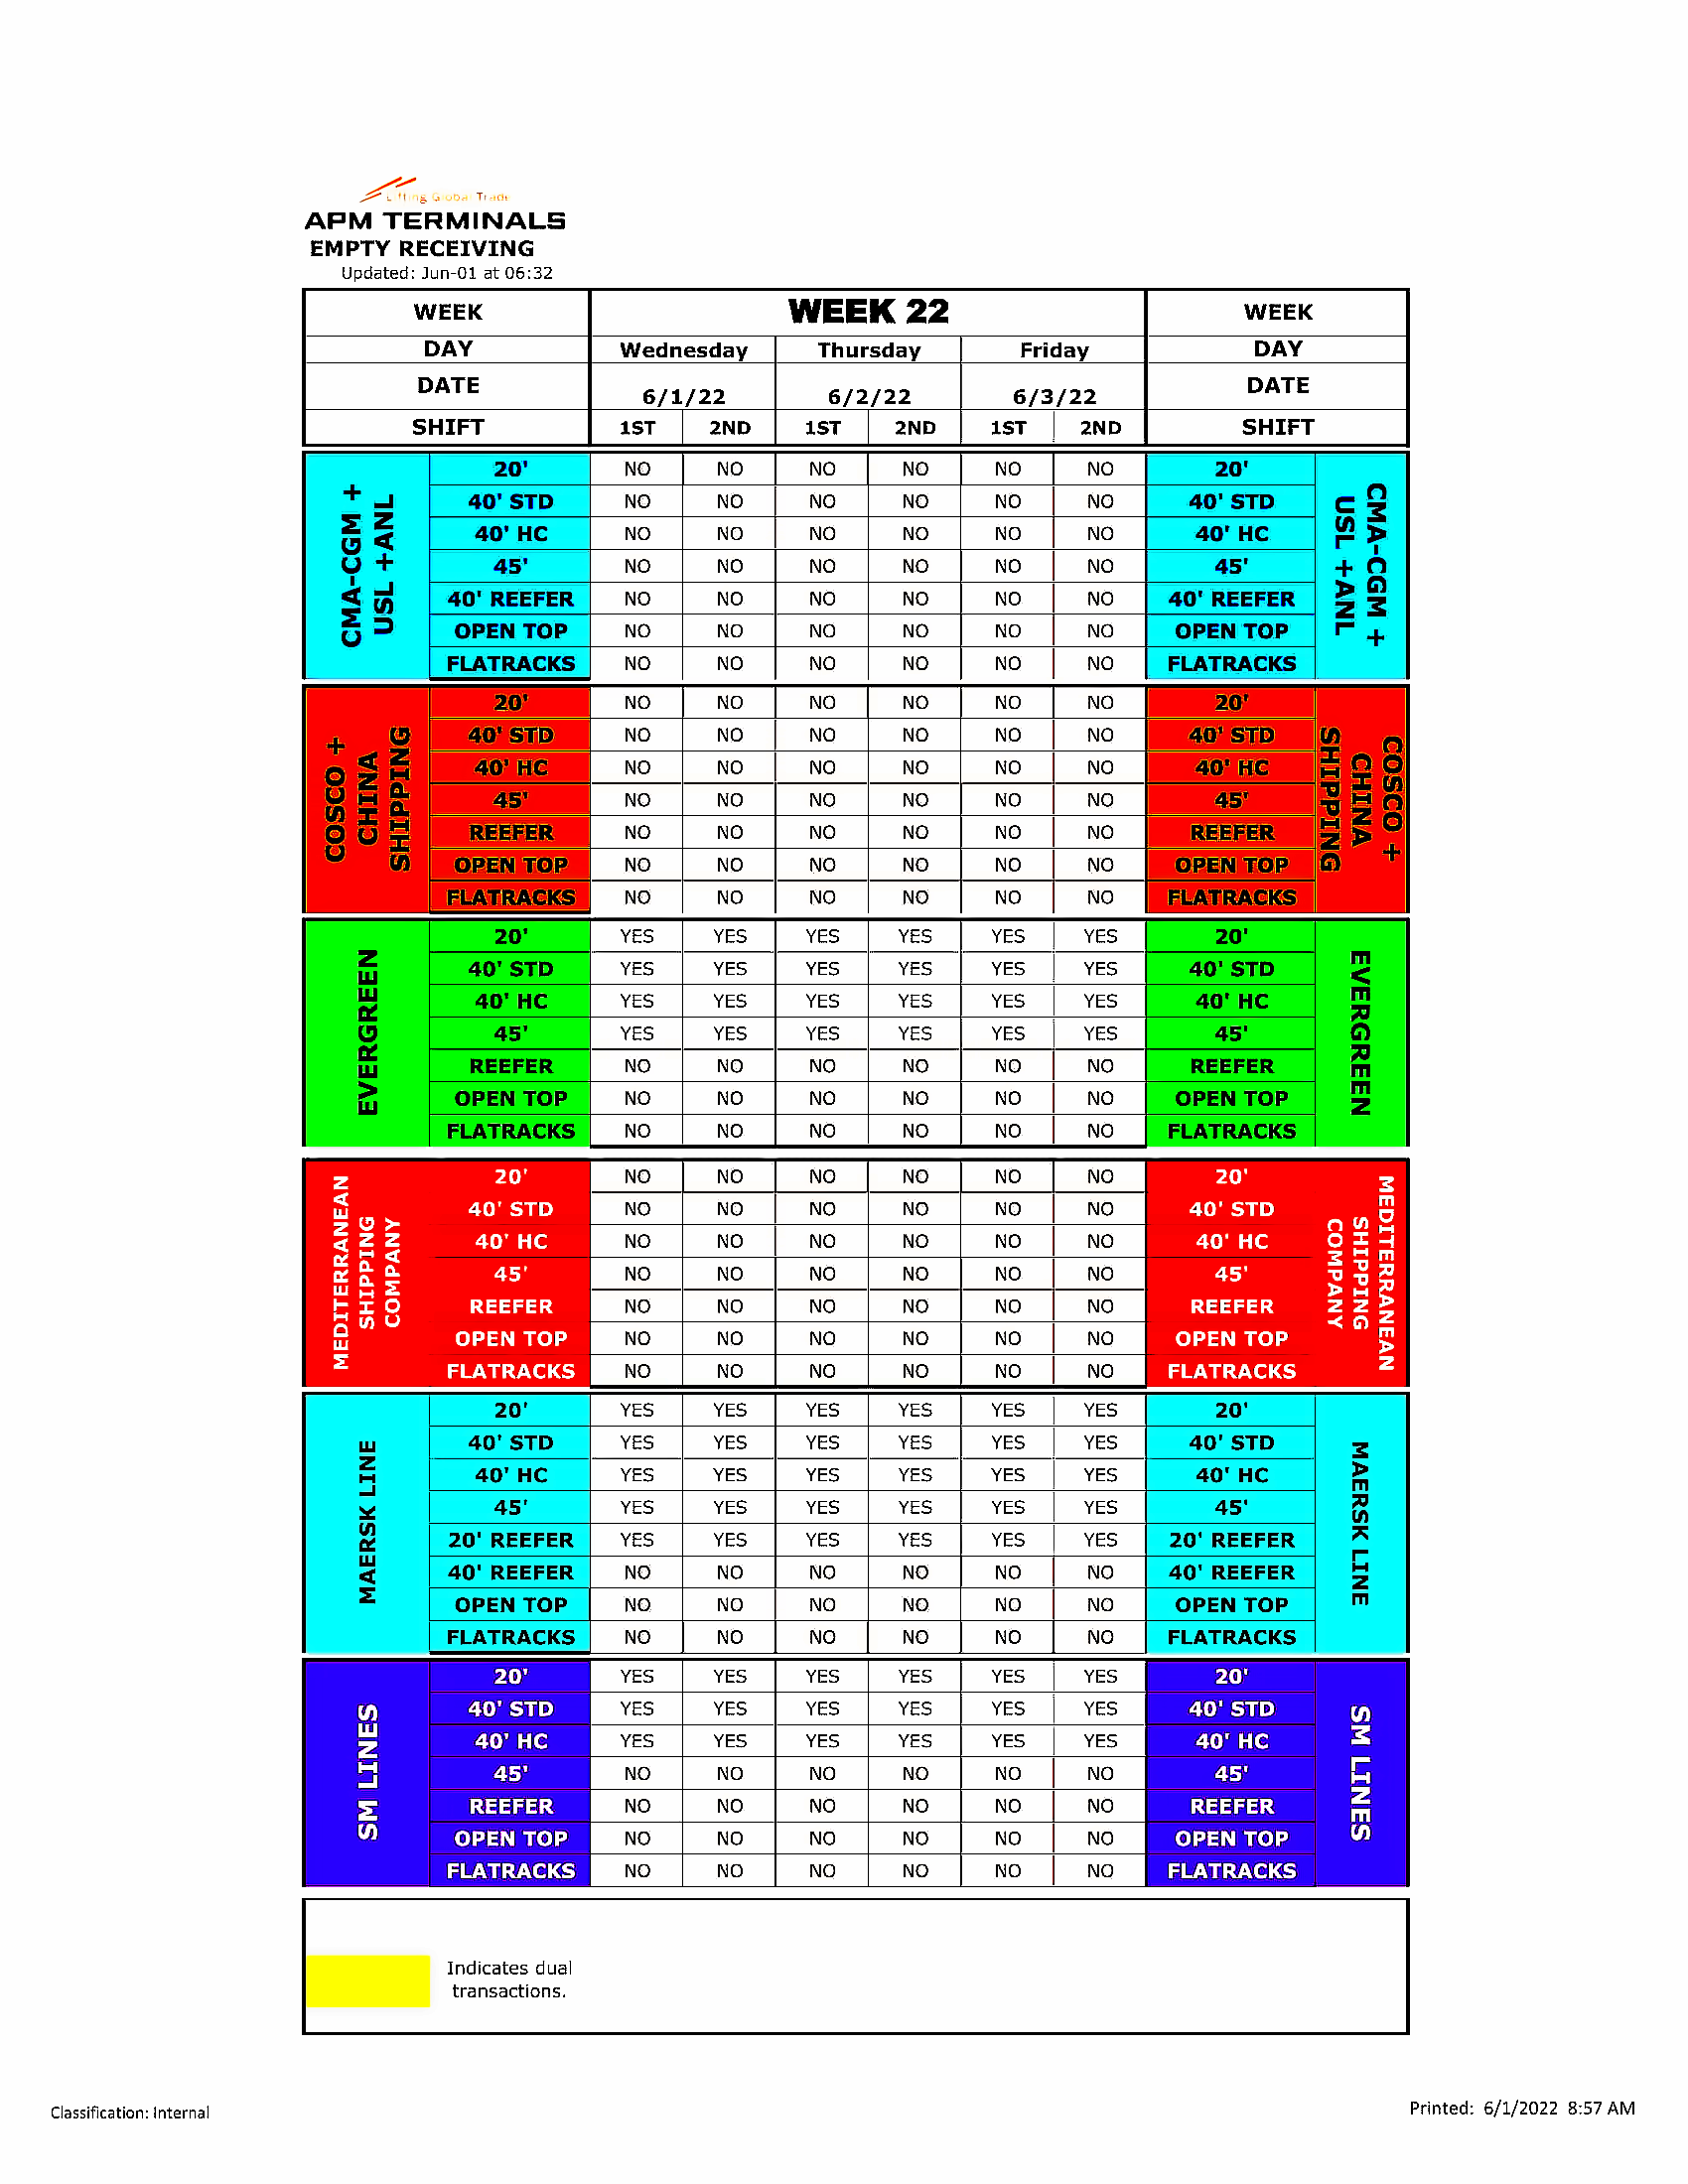 Lifting Global Trade
APM TERMINALS
EMPTY RECEIVING
Updated: Jun-01 at 06:32
WEEK WEEK 22 WEEK
DAY Wednesday Thursday Friday DAY
DATE 6/1/22 6/2/22 6/3/22 DATE
SHIFT 1ST 2ND 1ST 2ND 1ST 2ND SHIFT
CMA-CGM +
USL +ANL
20' NO NO NO NO NO NO 20'
40' STD NO NO NO NO NO NO 40' STD
40' HC NO NO NO NO NO NO 40' HC
45' NO NO NO NO NO NO 45'
40' REEFER NO NO NO NO NO NO 40' REEFER
OPEN TOP NO NO NO NO NO NO OPEN TOP
FLATRACKS NO NO NO NO NO NO FLATRACKS
CMA-CGM +
USL +ANL
COSCO +
CHINA
SHIPPING
20' NO NO NO NO NO NO 20'
40' STD NO NO NO NO NO NO 40' STD
40' HC NO NO NO NO NO NO 40' HC
45' NO NO NO NO NO NO 45'
REEFER NO NO NO NO NO NO REEFER
OPEN TOP NO NO NO NO NO NO OPEN TOP
FLATRACKS NO NO NO NO NO NO FLATRACKS
COSCO +
CHINA
SHIPPING
EVERGREEN
20' YES YES YES YES YES YES 20'
40' STD YES YES YES YES YES YES 40' STD
40' HC YES YES YES YES YES YES 40' HC
45' YES YES YES YES YES YES 45'
REEFER NO NO NO NO NO NO REEFER
OPEN TOP NO NO NO NO NO NO OPEN TOP
FLATRACKS NO NO NO NO NO NO FLATRACKS
EVERGREEN
MEDITERRANEAN
SHIPPING
COMPANY
20' NO NO NO NO NO NO 20'
40' STD NO NO NO NO NO NO 40' STD
40' HC NO NO NO NO NO NO 40' HC
45' NO NO NO NO NO NO 45'
REEFER NO NO NO NO NO NO REEFER
OPEN TOP NO NO NO NO NO NO OPEN TOP
FLATRACKS NO NO NO NO NO NO FLATRACKS
MEDITERRANEAN
SHIPPING
COMPANY
MAERSK LINE
20' YES YES YES YES YES YES 20'
40' STD YES YES YES YES YES YES 40' STD
40' HC YES YES YES YES YES YES 40' HC
45' YES YES YES YES YES YES 45'
20' REEFER YES YES YES YES YES YES 20' REEFER
40' REEFER NO NO NO NO NO NO 40' REEFER
OPEN TOP NO NO NO NO NO NO OPEN TOP
FLATRACKS NO NO NO NO NO NO FLATRACKS
MAERSK LINE
SM LINES
20' YES YES YES YES YES YES 20'
40' STD YES YES YES YES YES YES 40' STD
40' HC YES YES YES YES YES YES 40' HC
45' NO NO NO NO NO NO 45'
REEFER NO NO NO NO NO NO REEFER
OPEN TOP NO NO NO NO NO NO OPEN TOP
FLATRACKS NO NO NO NO NO NO FLATRACKS
SM LINES
Indicates dual
transactions.
Classification: Internal
Printed: 6/1/2022 8:57 AM